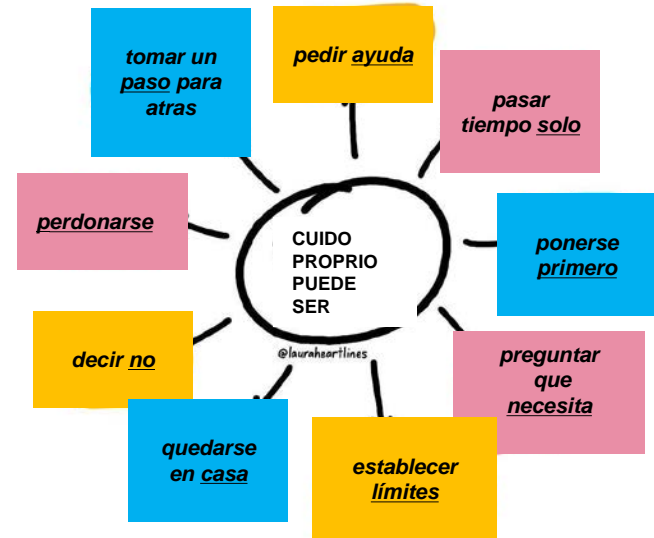 CUIDO
PROPRIO
PUEDE
SER
@lauraheartlines
tomar un
paso para
atras
pedir ayuda
pasar
tiempo solo
ponerse
primero
preguntar
que
necesita
establecer
límites
quedarse
en casa
decir no
perdonarse